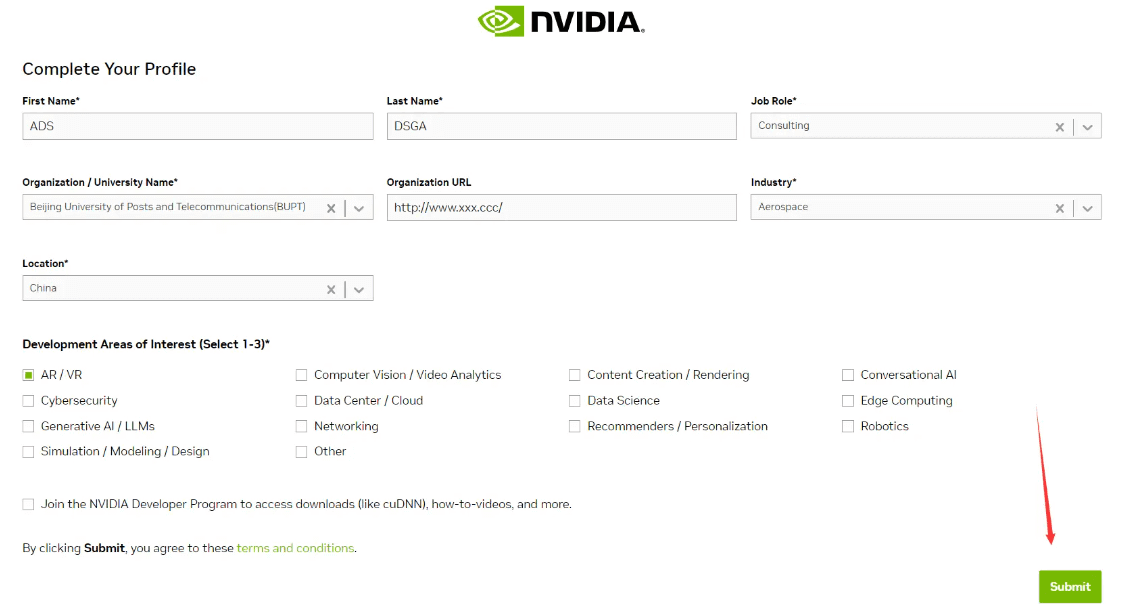 NVIDIA.
Complete Your Profile
First Name* Last Name* Job Role*
ADS DSGA Consulting
Organization / University Name* Organization URL Industry*
Beijing University of Posts and Telecommunications(BUPT) http://www.xxx.ccc/ Aerospace
Location*
China
Development Areas of Interest (Select 1-3)*
AR / VR Computer Vision / Video Analytics Content Creation / Rendering Conversational AI
Cybersecurity Data Center / Cloud Data Science Edge Computing
Generative AI / LLMs Networking Recommenders / Personalization Robotics
Simulation / Modeling / Design Other
Join the NVIDIA Developer Program to access downloads (like cuDNN), how-to-videos, and more.
By clicking Submit, you agree to these terms and conditions.
Submit